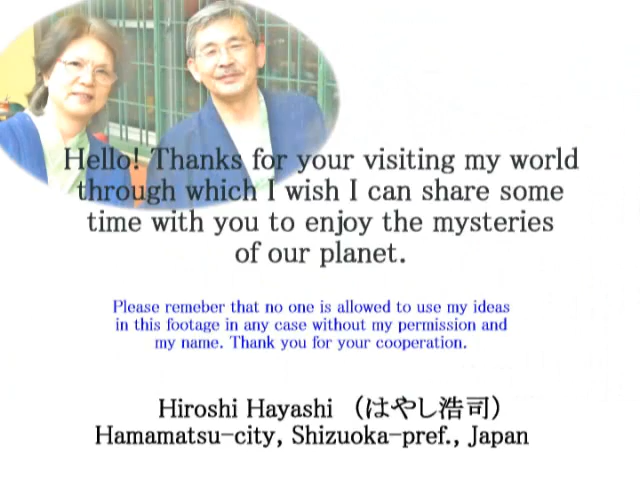 Hello! Thanks for your visiting my world
through which I wish I can share some
time with you to enjoy the mysteries
of our planet.
Please remeber that no one is allowed to use my ideas
in this footage in any case without my permission and
my name. Thank you for your cooperation.
Hiroshi Hayashi （はやし浩司）
Hamamatsu-city, Shizuoka-pref., Japan